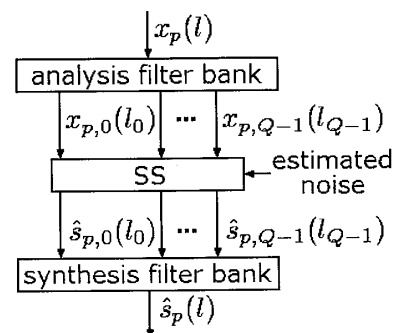 x_p(l)
analysis filter bank
x_{p,0}(l_0) ··· x_{p,Q−1}(l_{Q−1})
SS
estimated
noise
ŝ_{p,0}(l_0) ··· ŝ_{p,Q−1}(l_{Q−1})
synthesis filter bank
ŝ_p(l)